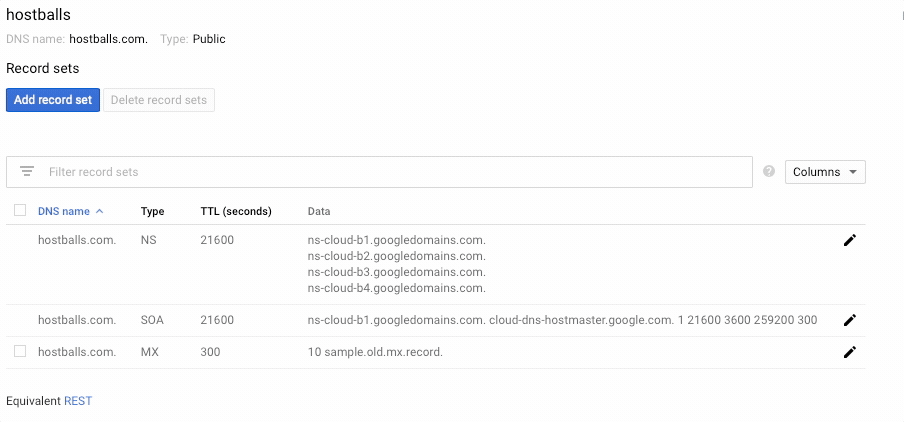 hostballs
DNS name: hostballs.com. Type: Public
Record sets
Add record set Delete record sets
Filter record sets ? Columns
DNS name Type TTL (seconds) Data
hostballs.com. NS 21600 ns-cloud-b1.googledomains.com.
ns-cloud-b2.googledomains.com.
ns-cloud-b3.googledomains.com.
ns-cloud-b4.googledomains.com.
hostballs.com. SOA 21600 ns-cloud-b1.googledomains.com. cloud-dns-hostmaster.google.com. 1 21600 3600 259200 300
hostballs.com. MX 300 10 sample.old.mx.record.
Equivalent REST